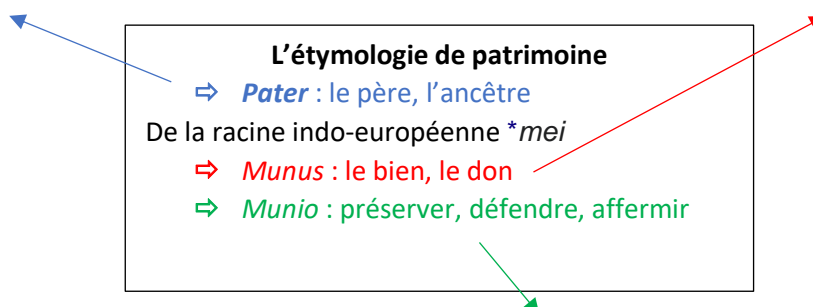 L’étymologie de patrimoine
⇨ Pater : le père, l’ancêtre
De la racine indo-européenne *mei
⇨ Munus : le bien, le don
⇨ Munio : préserver, défendre, affermir